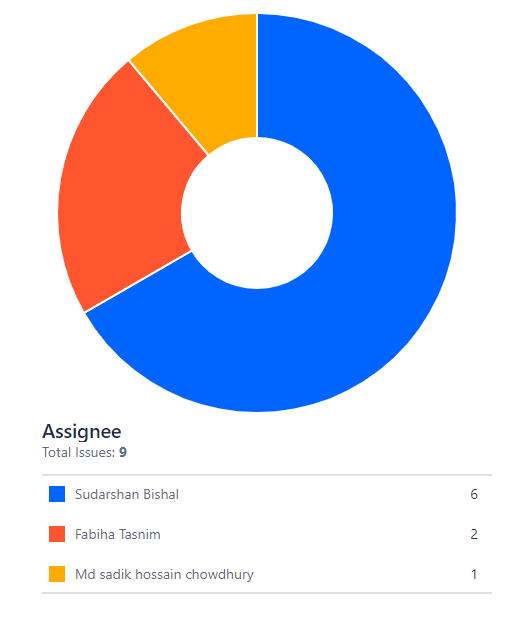 Assignee
Total Issues: 9
Sudarshan Bishal 6
Fabiha Tasnim 2
Md sadik hossain chowdhury 1